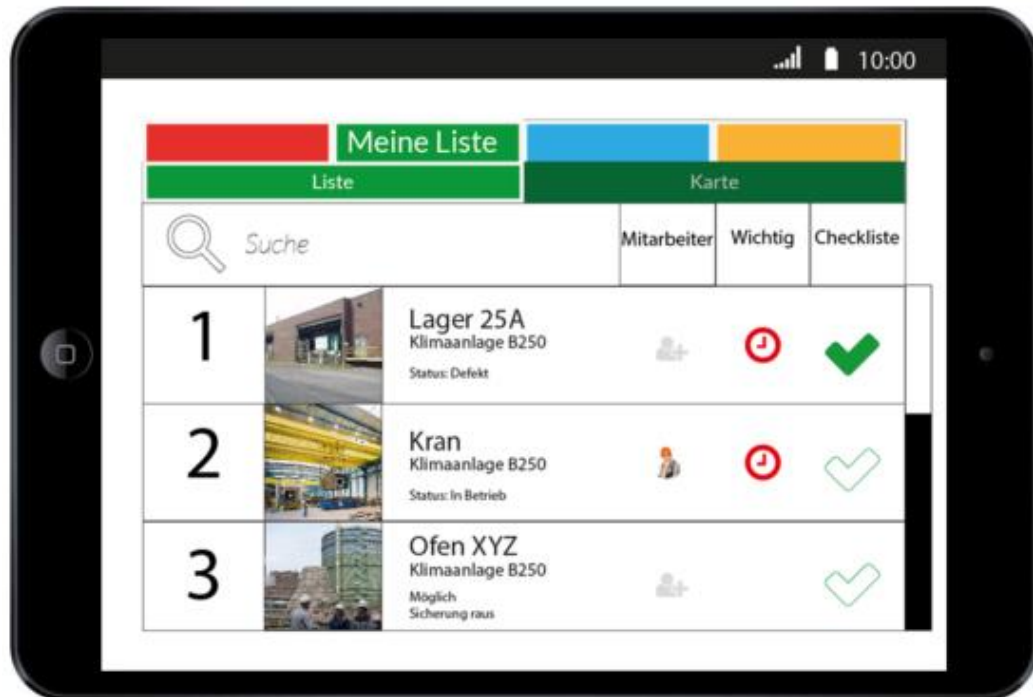 10:00
Meine Liste
Liste
Karte
Suche
Mitarbeiter
Wichtig
Checkliste
1
Lager 25A
Klimaanlage B250
Status: Defekt
2
Kran
Klimaanlage B250
Status: In Betrieb
3
Ofen XYZ
Klimaanlage B250
Möglich
Sicherung raus